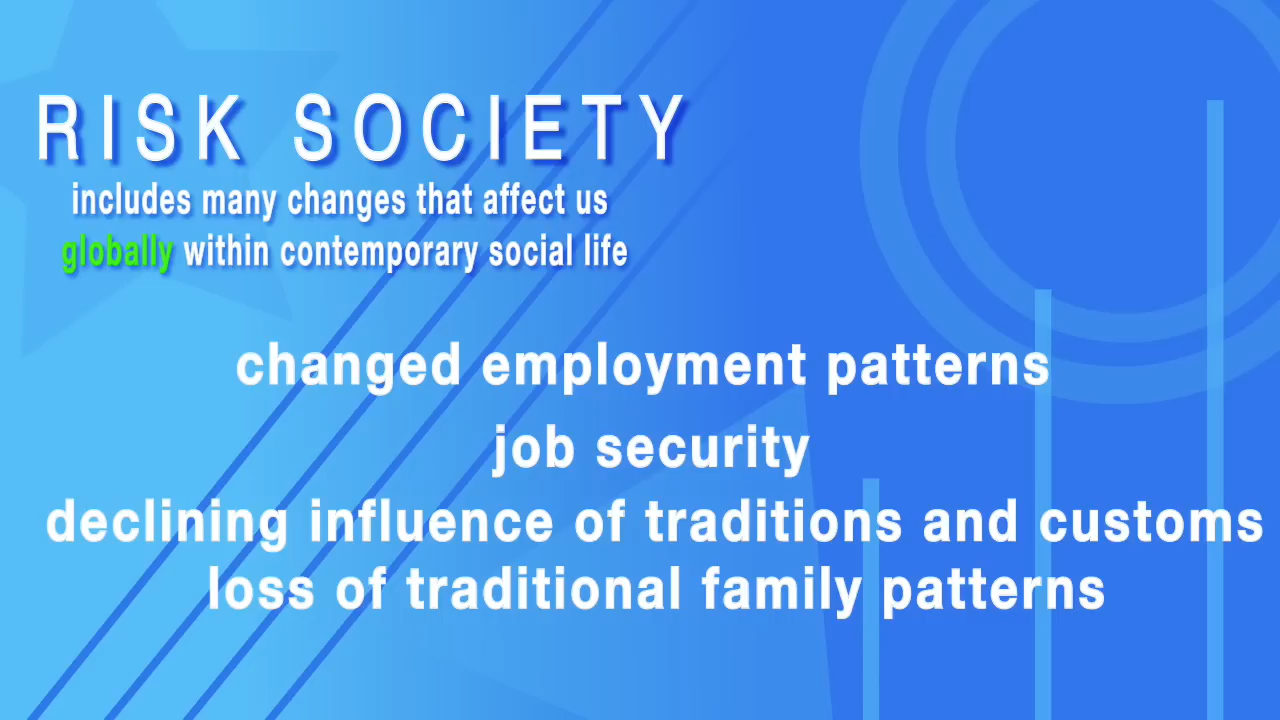 RISK SOCIETY
includes many changes that affect us
globally within contemporary social life
changed employment patterns
job security
declining influence of traditions and customs
loss of traditional family patterns